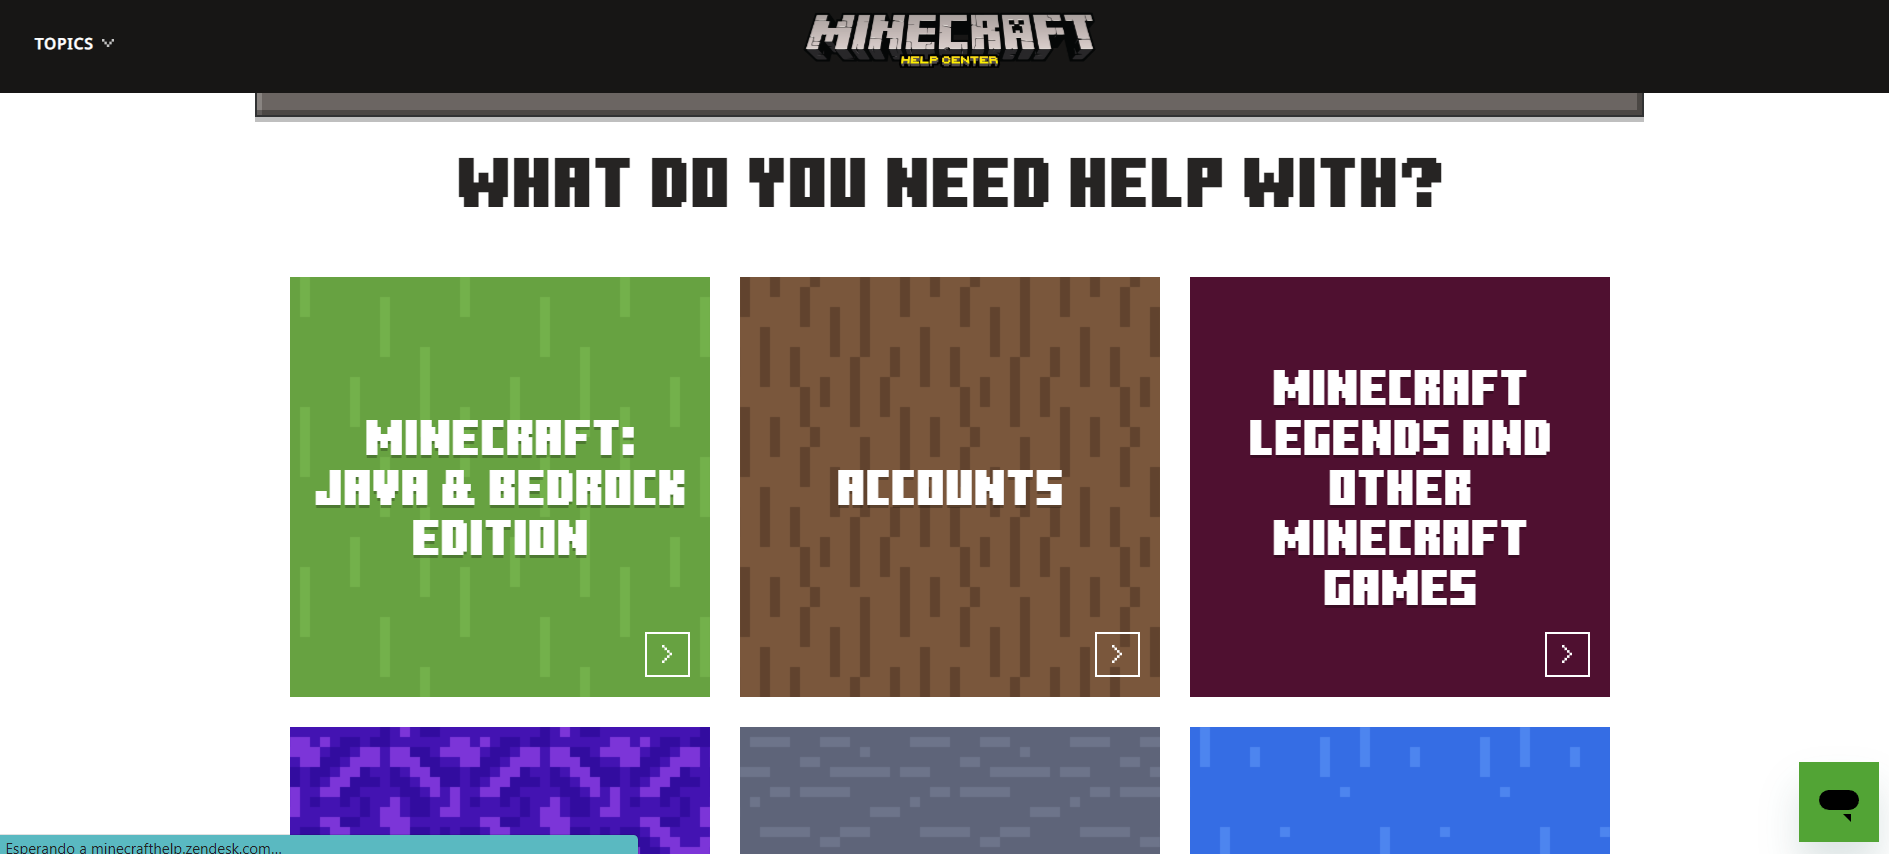 TOPICS
MINECRAFT
HELP CENTER
WHAT DO YOU NEED HELP WITH?
MINECRAFT:
JAVA & BEDROCK
EDITION
ACCOUNTS
MINECRAFT
LEGENDS AND
OTHER
MINECRAFT
GAMES
Esperando a minecrafthelp.zendesk.com...